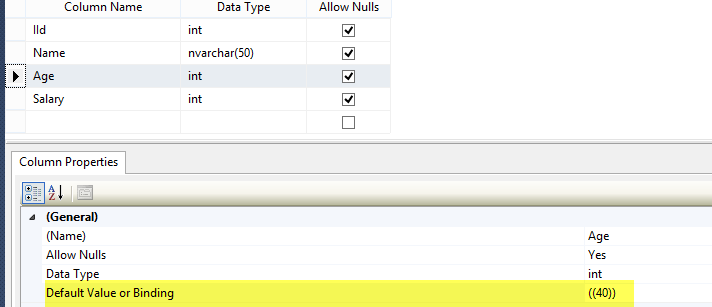 Column Name Data Type Allow Nulls
IId int
Name nvarchar(50)
Age int
Salary int
Column Properties
(General)
(Name) Age
Allow Nulls Yes
Data Type int
Default Value or Binding ((40))